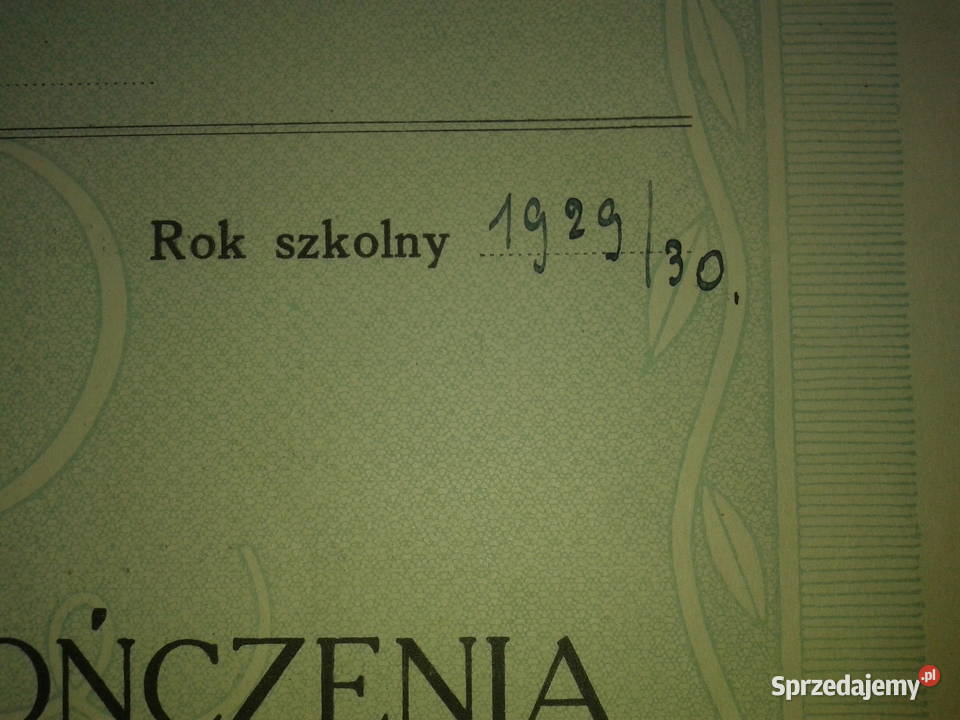 Rok szkolny 1929/30.
OŃCZENIA
Sprzedajemy.pl